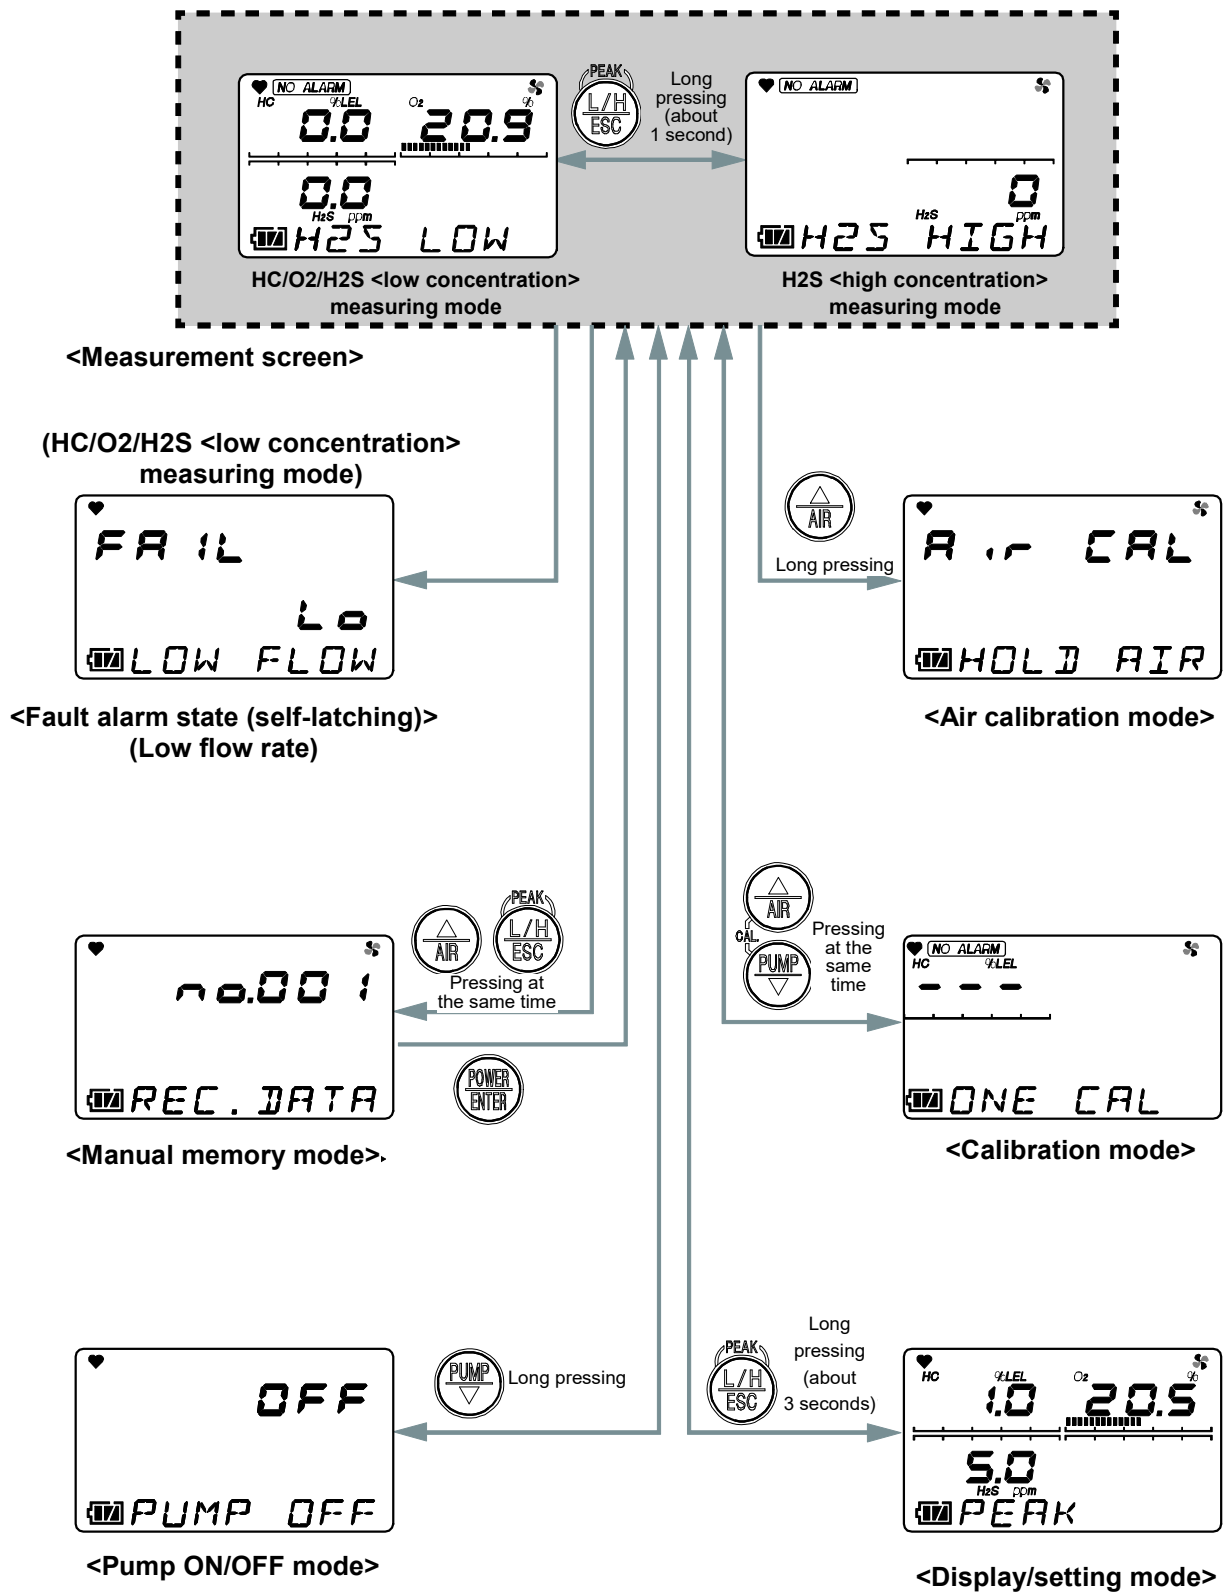 NO ALARM
HC %LEL O2 %
0.0 20.9
0.0
H2S ppm
H2S LOW
HC/O2/H2S <low concentration>
measuring mode
PEAK
L/H
ESC
Long
pressing
(about
1 second)
NO ALARM
0
H2S ppm
H2S HIGH
H2S <high concentration>
measuring mode
<Measurement screen>
(HC/O2/H2S <low concentration>
measuring mode)
FAIL
Lo
LOW FLOW
<Fault alarm state (self-latching)>
(Low flow rate)
AIR
Long pressing
Air CAL
HOLD AIR
<Air calibration mode>
AIR
PEAK
L/H
ESC
Pressing at
the same time
POWER
ENTER
no.001
REC.DATA
<Manual memory mode>
AIR
CAL.
PUMP
Pressing
at the
same
time
NO ALARM
HC %LEL
---
ONE CAL
<Calibration mode>
OFF
PUMP OFF
<Pump ON/OFF mode>
PUMP
Long pressing
PEAK
L/H
ESC
Long
pressing
(about
3 seconds)
HC %LEL O2 %
1.0 20.5
5.0
H2S ppm
PEAK
<Display/setting mode>